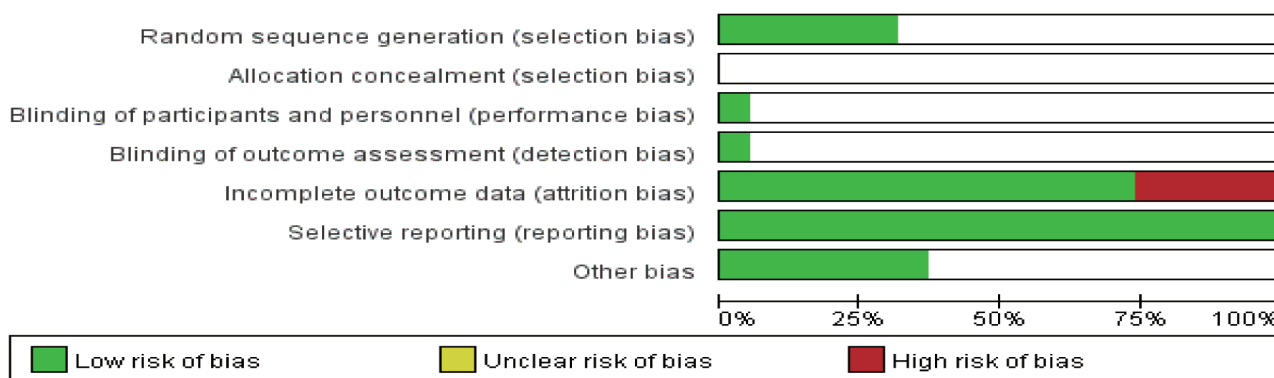 Random sequence generation (selection bias)
Allocation concealment (selection bias)
Blinding of participants and personnel (performance bias)
Blinding of outcome assessment (detection bias)
Incomplete outcome data (attrition bias)
Selective reporting (reporting bias)
Other bias
0% 25% 50% 75% 100%
Low risk of bias Unclear risk of bias High risk of bias